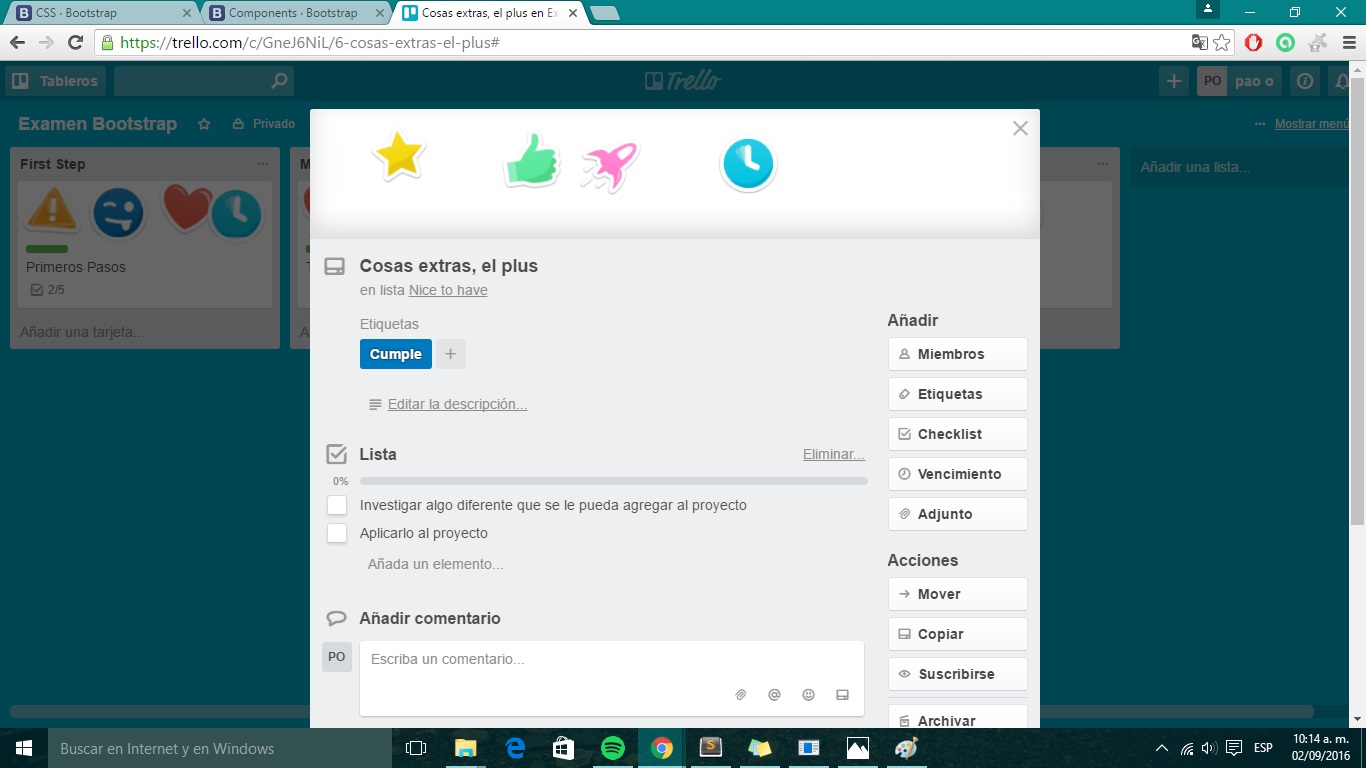 CSS · Bootstrap
Components · Bootstrap
Cosas extras, el plus en Ex
https://trello.com/c/GneJ6NiL/6-cosas-extras-el-plus#
Tableros
Trello
PO
pao o
Examen Bootstrap
Privado
Mostrar menú
First Step
M
Añadir una lista...
Primeros Pasos
2/5
Añadir una tarjeta...
Cosas extras, el plus
en lista Nice to have
Etiquetas
Cumple
Editar la descripción...
Lista
Eliminar...
0%
Investigar algo diferente que se le pueda agregar al proyecto
Aplicarlo al proyecto
Añada un elemento...
Añadir comentario
PO
Escriba un comentario...
Añadir
Miembros
Etiquetas
Checklist
Vencimiento
Adjunto
Acciones
Mover
Copiar
Suscribirse
Archivar
Buscar en Internet y en Windows
ESP
10:14 a. m.
02/09/2016